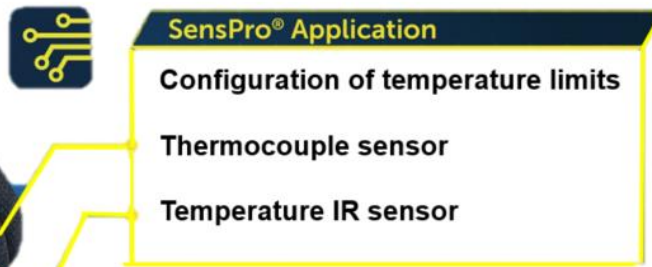 SensPro® Application
Configuration of temperature limits
Thermocouple sensor
Temperature IR sensor